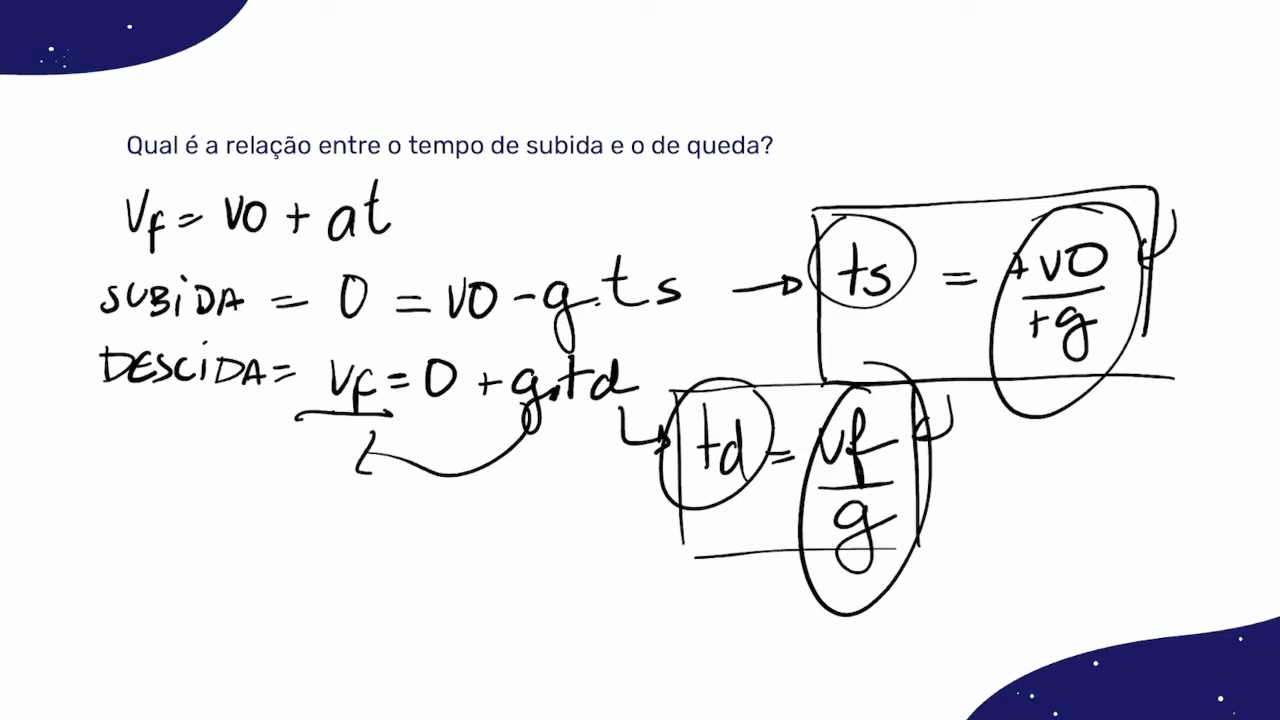 Qual é a relação entre o tempo de subida e o de queda?
Vf = v0 + at
SUBIDA = 0 = v0 - g.ts → ts = +v0/+g
DESCIDA = vf = 0 + g.td
td = vf/g